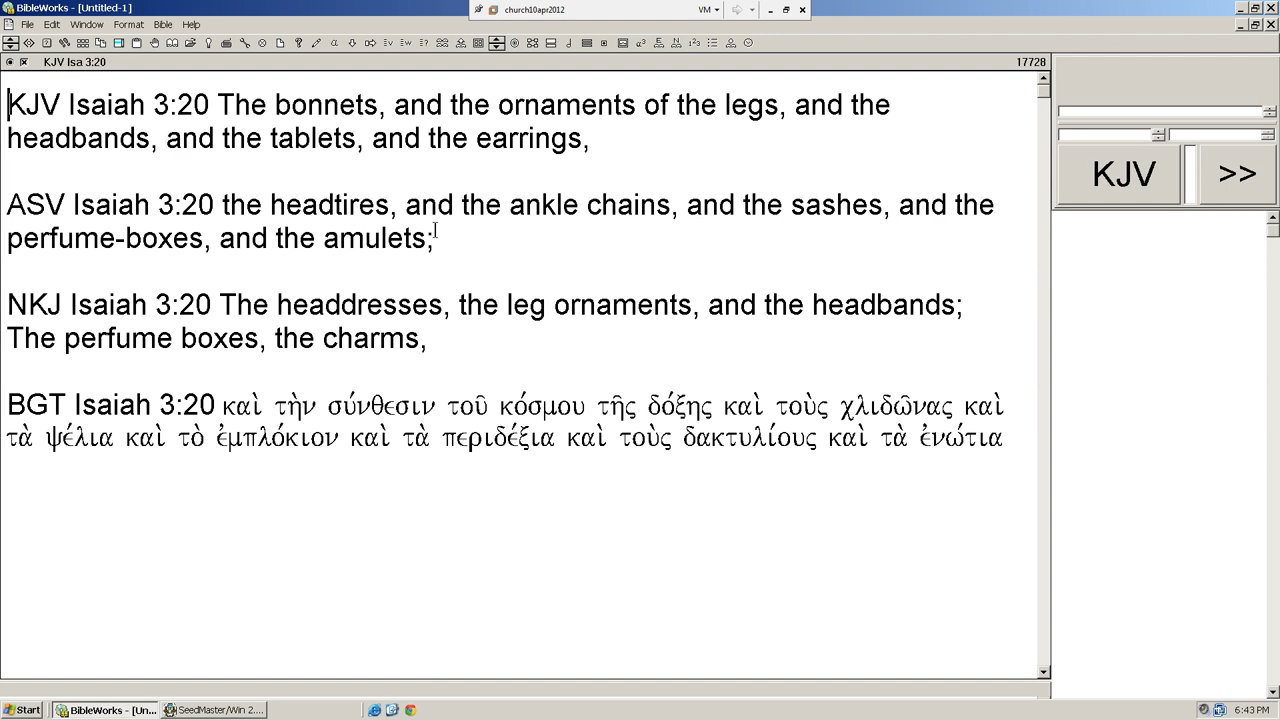 BibleWorks - [Untitled-1]
church10apr2012
VM
File Edit Window Format Bible Help
KJV Isa 3:20
17728
KJV Isaiah 3:20 The bonnets, and the ornaments of the legs, and the
headbands, and the tablets, and the earrings,
ASV Isaiah 3:20 the headtires, and the ankle chains, and the sashes, and the
perfume-boxes, and the amulets;
NKJ Isaiah 3:20 The headdresses, the leg ornaments, and the headbands;
The perfume boxes, the charms,
BGT Isaiah 3:20 καὶ τὴν σύνθεσιν τοῦ κόσμου τῆς δόξης καὶ τοὺς χλιδῶνας καὶ
τὰ ψέλια καὶ τὸ ἐμπλόκιον καὶ τὰ περιδέξια καὶ τοὺς δακτυλίους καὶ τὰ ἐνώτια
KJV
>>
Start
BibleWorks - [Un...
SeedMaster/Win 2....
6:43 PM